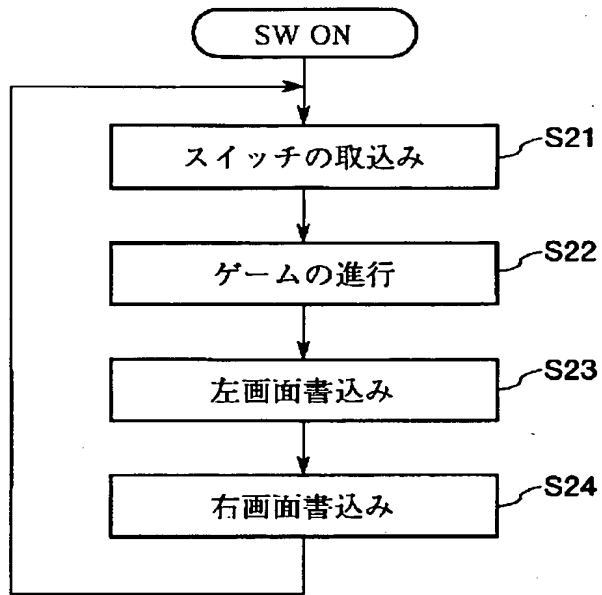 SW ON
スイッチの取込み
S21
ゲームの進行
S22
左画面書込み
S23
右画面書込み
S24